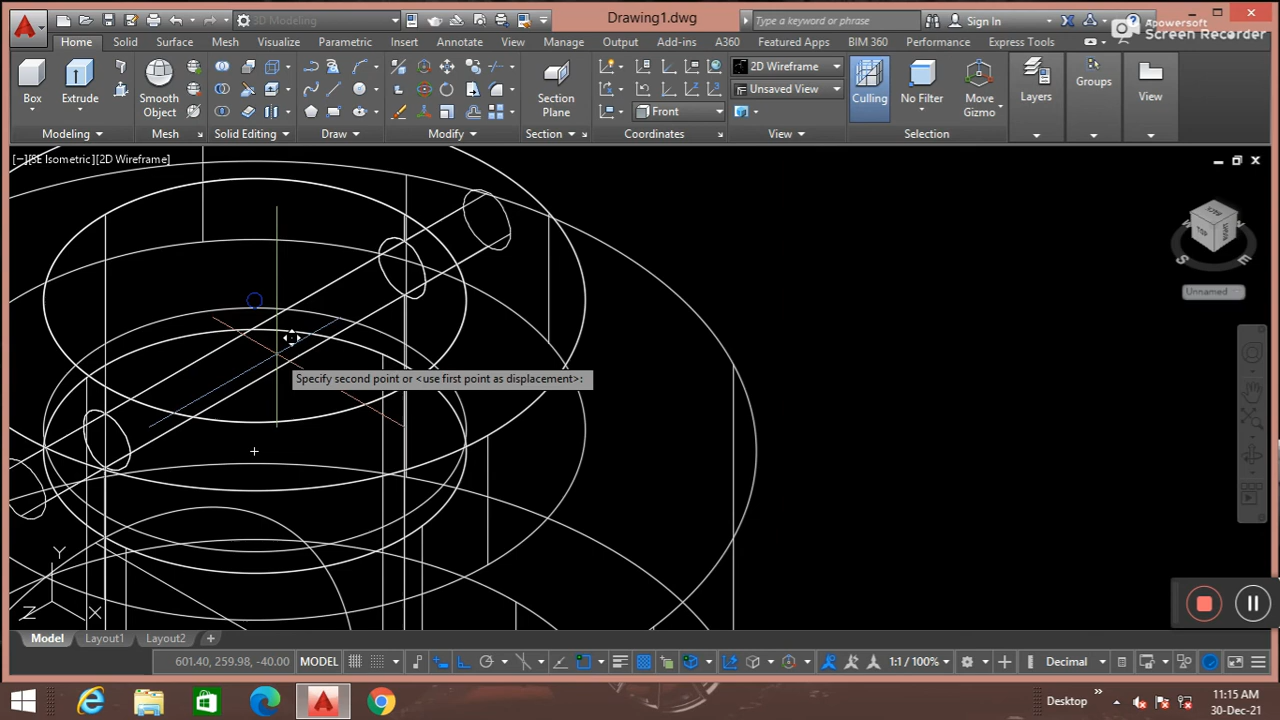 3D Modeling
Drawing1.dwg
Type a keyword or phrase
Sign In
Apowersoft
Screen Recorder
Home Solid Surface Mesh Visualize Parametric Insert Annotate View Manage Output Add-ins A360 Featured Apps BIM 360 Performance Express Tools
Box
Extrude
Smooth
Object
Section
Plane
Front
2D Wireframe
Unsaved View
Culling
No Filter
Move
Gizmo
Layers
Groups
View
Modeling
Mesh
Solid Editing
Draw
Modify
Section
Coordinates
View
Selection
[−][SE Isometric][2D Wireframe]
TOP
S
E
Unnamed
Specify second point or <use first point as displacement>:
Y
Z
X
Model Layout1 Layout2 +
601.40, 259.98, -40.00 MODEL
1:1 / 100%
Decimal
Desktop
11:15 AM
30-Dec-21